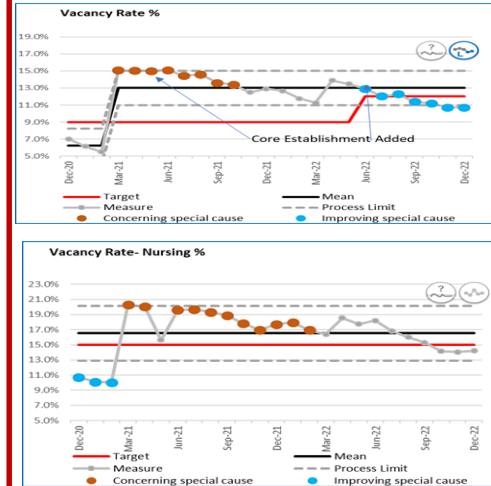 Vacancy Rate %
19.0%
17.0%
15.0%
13.0%
11.0%
9.0%
7.0%
5.0%
Core Establishment Added
Dec-20
Mar-21
Jun-21
Sep-21
Dec-21
Mar-22
Jun-22
Sep-22
Dec-22
Target
Mean
Measure
Process Limit
Concerning special cause
Improving special cause
?
L
Vacancy Rate- Nursing %
23.0%
21.0%
19.0%
17.0%
15.0%
13.0%
11.0%
9.0%
7.0%
5.0%
Dec-20
Mar-21
Jun-21
Sep-21
Dec-21
Mar-22
Jun-22
Sep-22
Dec-22
Target
Mean
Measure
Process Limit
Concerning special cause
Improving special cause
?